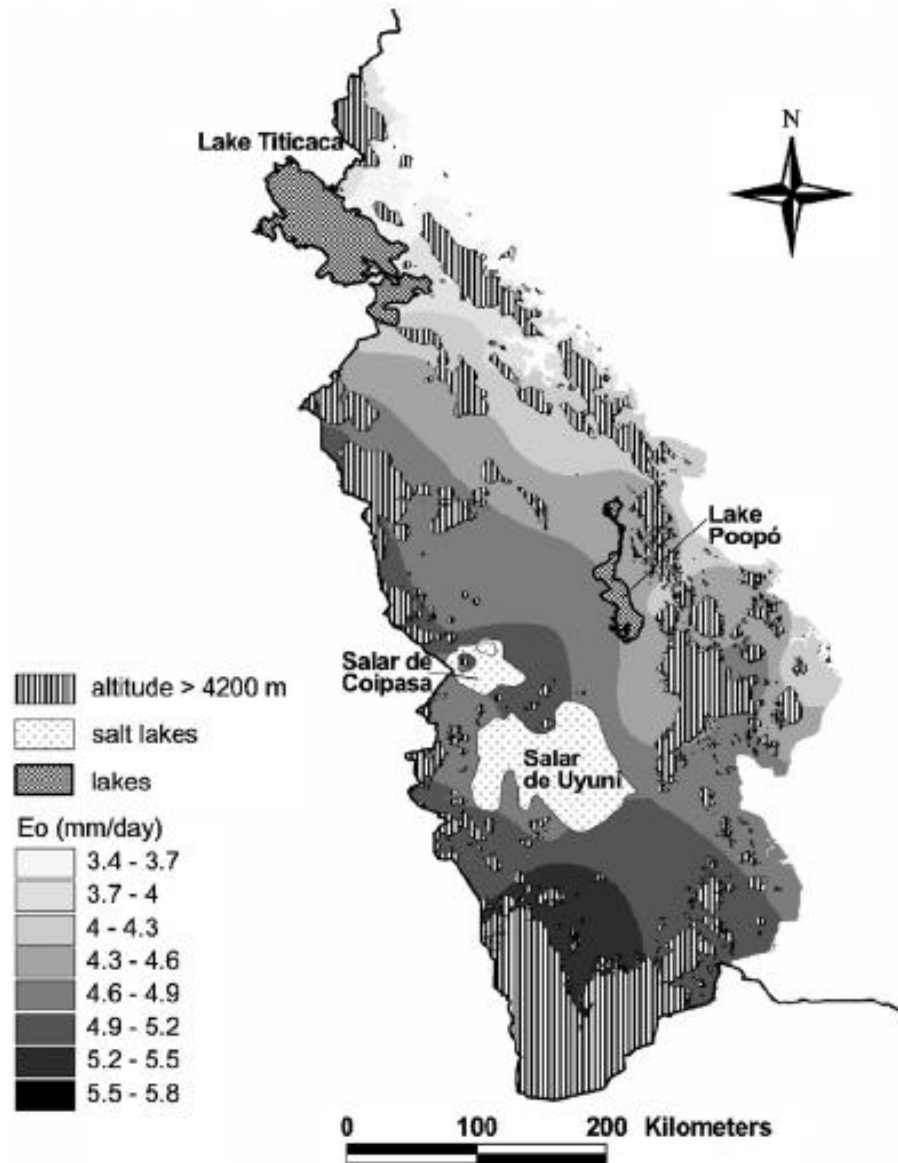 N
Lake Titicaca
Lake
Poopó
Salar de
Coipasa
Salar
de Uyuni
altitude > 4200 m
salt lakes
lakes
Eo (mm/day)
3.4 - 3.7
3.7 - 4
4 - 4.3
4.3 - 4.6
4.6 - 4.9
4.9 - 5.2
5.2 - 5.5
5.5 - 5.8
0 100 200 Kilometers